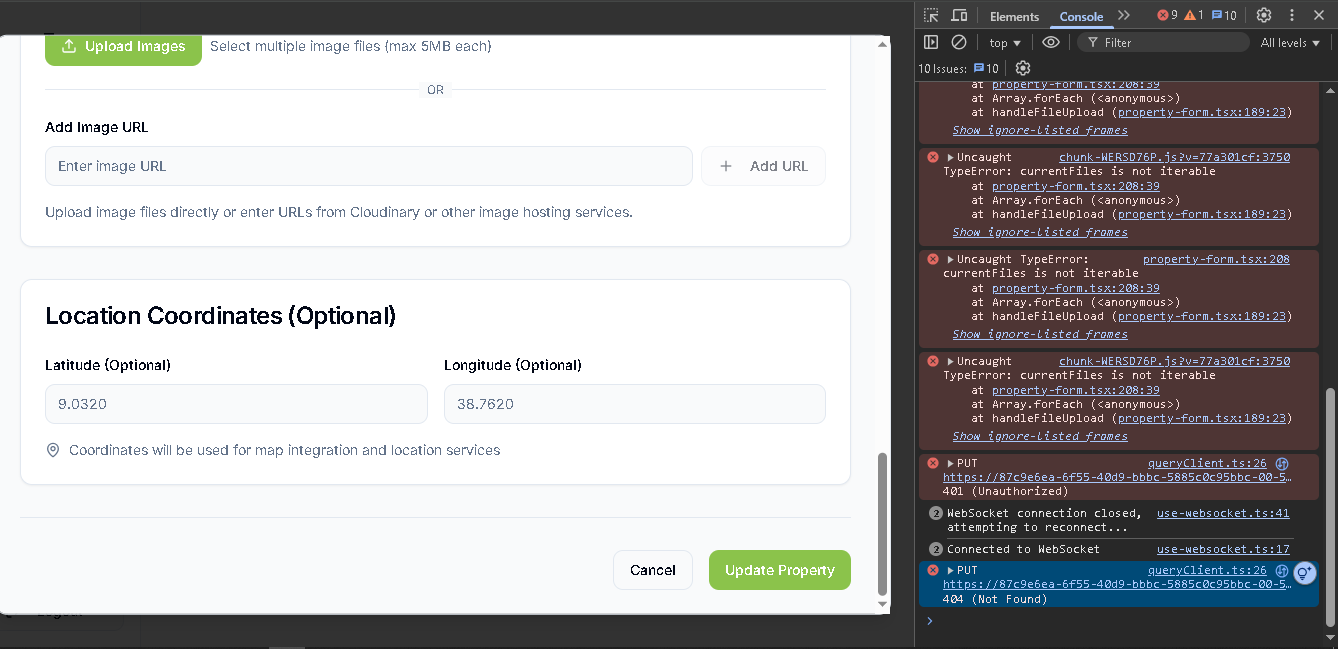 Upload Images Select multiple image files (max 5MB each)
OR
Add Image URL
Enter image URL
Add URL
Upload image files directly or enter URLs from Cloudinary or other image hosting services.
Location Coordinates (Optional)
Latitude (Optional)
Longitude (Optional)
9.0320
38.7620
Coordinates will be used for map integration and location services
Cancel
Update Property
Elements Console 9 1 10
top Filter All levels
10 Issues: 10
at property-form.tsx:208:39
at Array.forEach (<anonymous>)
at handleFileUpload (property-form.tsx:189:23)
Show ignore-listed frames
Uncaught chunk-WERSD76P.js?v=77a301cf:3750
TypeError: currentFiles is not iterable
at property-form.tsx:208:39
at Array.forEach (<anonymous>)
at handleFileUpload (property-form.tsx:189:23)
Show ignore-listed frames
Uncaught TypeError: property-form.tsx:208
currentFiles is not iterable
at property-form.tsx:208:39
at Array.forEach (<anonymous>)
at handleFileUpload (property-form.tsx:189:23)
Show ignore-listed frames
Uncaught chunk-WERSD76P.js?v=77a301cf:3750
TypeError: currentFiles is not iterable
at property-form.tsx:208:39
at Array.forEach (<anonymous>)
at handleFileUpload (property-form.tsx:189:23)
Show ignore-listed frames
PUT queryClient.ts:26
https://87c9e6ea-6f55-40d9-bbbc-5885c0c95bbc-00-5…
401 (Unauthorized)
2 WebSocket connection closed, use-websocket.ts:41
attempting to reconnect...
2 Connected to WebSocket use-websocket.ts:17
PUT queryClient.ts:26
https://87c9e6ea-6f55-40d9-bbbc-5885c0c95bbc-00-5…
404 (Not Found)